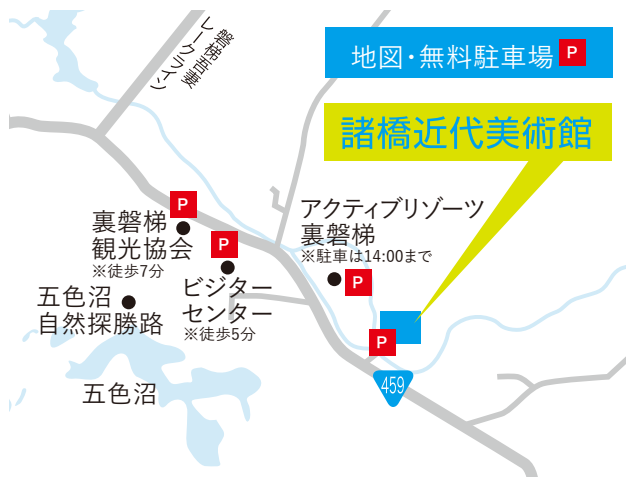 磐梯吾妻
レークライン
地図・無料駐車場 P
諸橋近代美術館
P
裏磐梯
観光協会
※徒歩7分
P
ビジター
センター
※徒歩5分
アクティブリゾーツ
裏磐梯
※駐車は14:00まで
P
五色沼
自然探勝路
五色沼
P
459